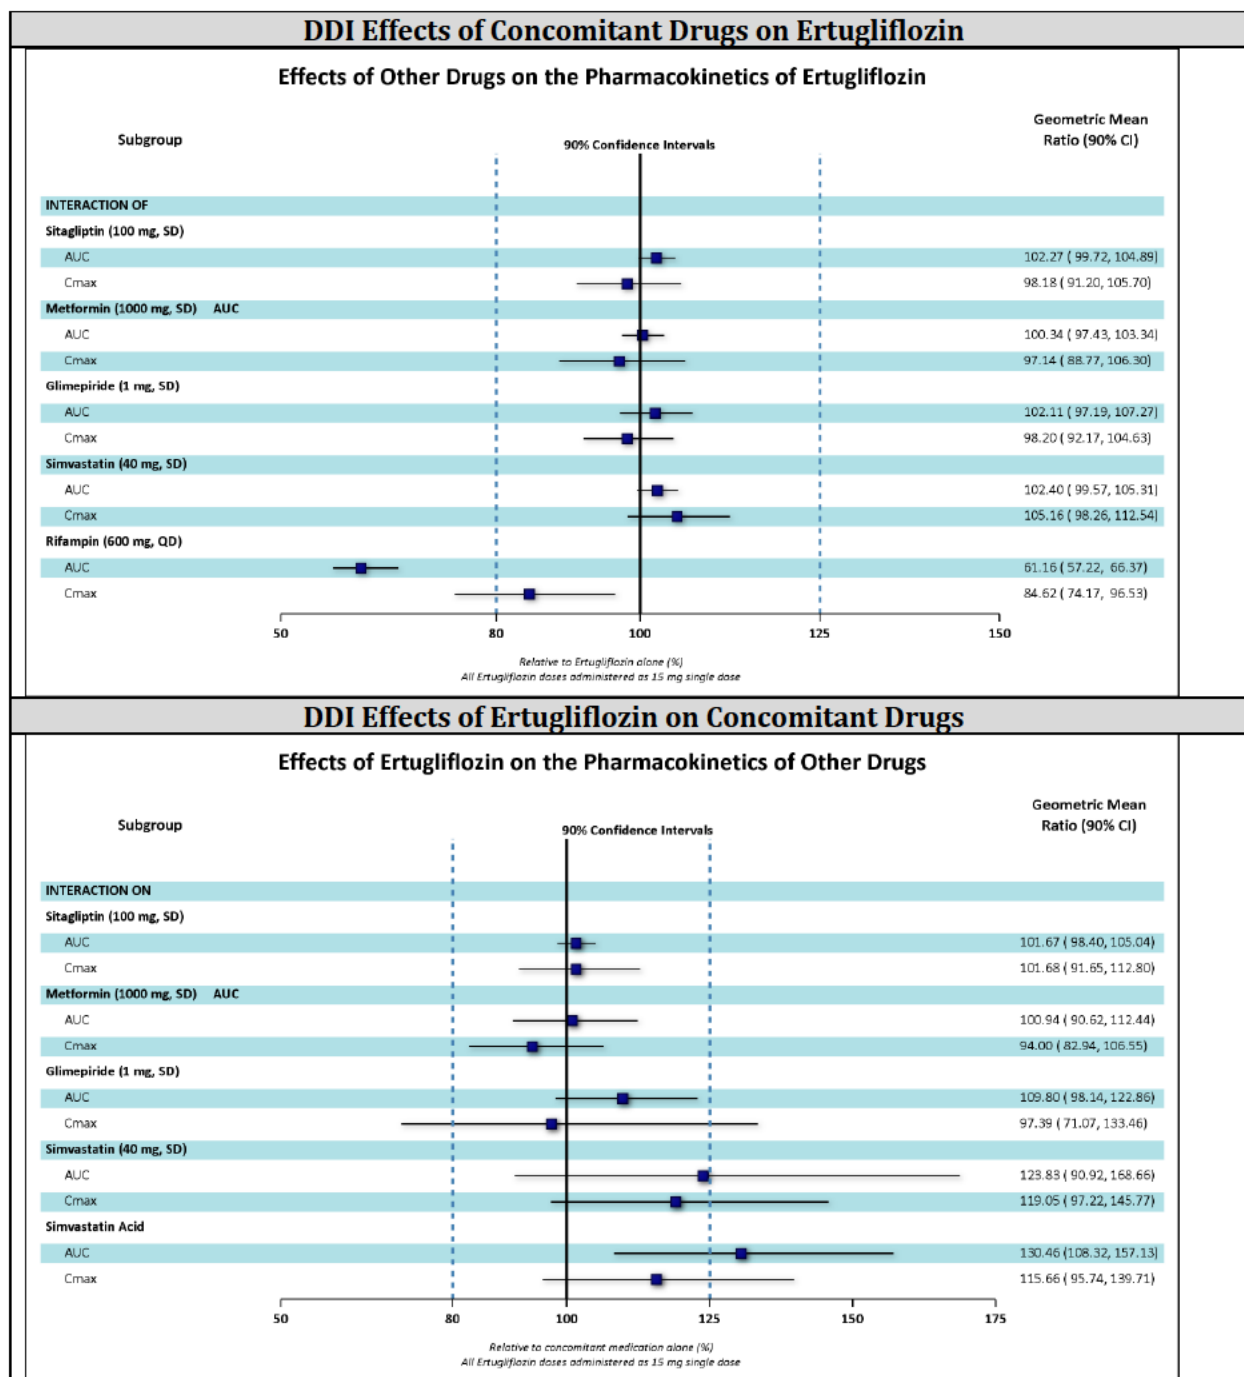 DDI Effects of Concomitant Drugs on Ertugliflozin
Effects of Other Drugs on the Pharmacokinetics of Ertugliflozin
Subgroup
90% Confidence Intervals
Geometric Mean
Ratio (90% CI)
INTERACTION OF
Sitagliptin (100 mg, SD)
AUC 102.27 ( 99.72, 104.89)
Cmax 98.18 ( 91.20, 105.70)
Metformin (1000 mg, SD) AUC
AUC 100.34 ( 97.43, 103.34)
Cmax 97.14 ( 88.77, 106.30)
Glimepiride (1 mg, SD)
AUC 102.11 ( 97.19, 107.27)
Cmax 98.20 ( 92.17, 104.63)
Simvastatin (40 mg, SD)
AUC 102.40 ( 99.57, 105.31)
Cmax 105.16 ( 98.26, 112.54)
Rifampin (600 mg, QD)
AUC 61.16 ( 57.22, 66.37)
Cmax 84.62 ( 74.17, 96.53)
50 80 100 125 150
Relative to Ertugliflozin alone (%)
All Ertugliflozin doses administered as 15 mg single dose
DDI Effects of Ertugliflozin on Concomitant Drugs
Effects of Ertugliflozin on the Pharmacokinetics of Other Drugs
Subgroup
90% Confidence Intervals
Geometric Mean
Ratio (90% CI)
INTERACTION ON
Sitagliptin (100 mg, SD)
AUC 101.67 ( 98.40, 105.04)
Cmax 101.68 ( 91.65, 112.80)
Metformin (1000 mg, SD) AUC
AUC 100.94 ( 90.62, 112.44)
Cmax 94.00 ( 82.94, 106.55)
Glimepiride (1 mg, SD)
AUC 109.80 ( 98.14, 122.86)
Cmax 97.39 ( 71.07, 133.46)
Simvastatin (40 mg, SD)
AUC 123.83 ( 90.92, 168.66)
Cmax 119.05 ( 97.22, 145.77)
Simvastatin Acid
AUC 130.46 (108.32, 157.13)
Cmax 115.66 ( 95.74, 139.71)
50 80 100 125 150 175
Relative to concomitant medication alone (%)
All Ertugliflozin doses administered as 15 mg single dose